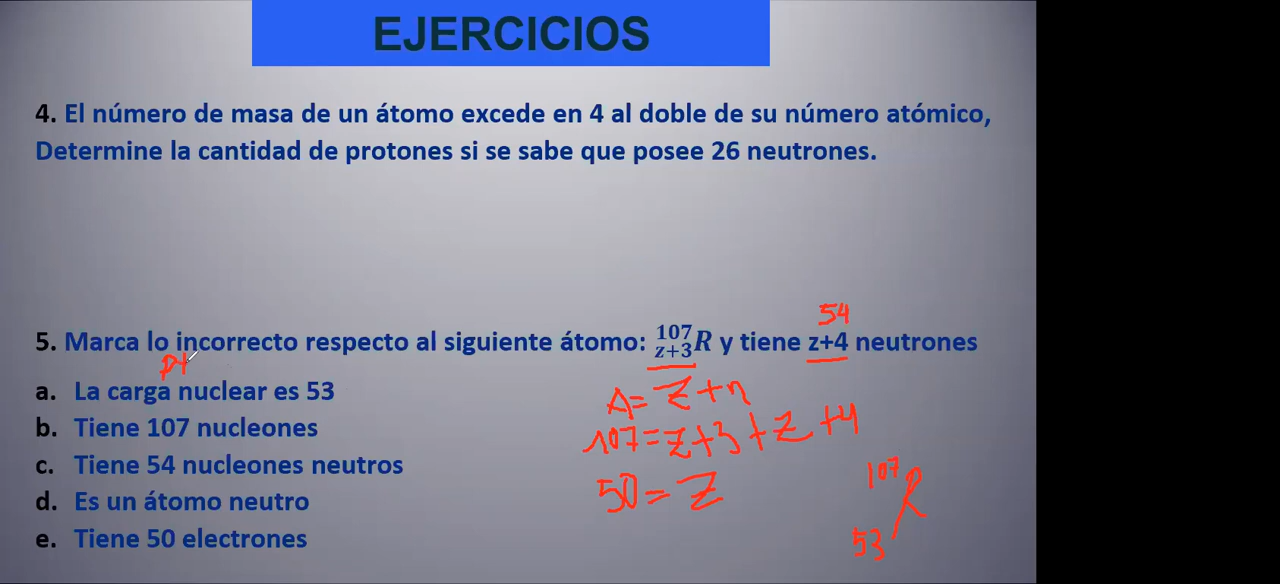 EJERCICIOS
4. El número de masa de un átomo excede en 4 al doble de su número atómico,
Determine la cantidad de protones si se sabe que posee 26 neutrones.
54
5. Marca lo incorrecto respecto al siguiente átomo: 107 z+3 R y tiene z+4 neutrones
a. La carga nuclear es 53
b. Tiene 107 nucleones
c. Tiene 54 nucleones neutros
d. Es un átomo neutro
e. Tiene 50 electrones
A= Z+n
107=Z+3+Z+4
50=Z
107 R
53